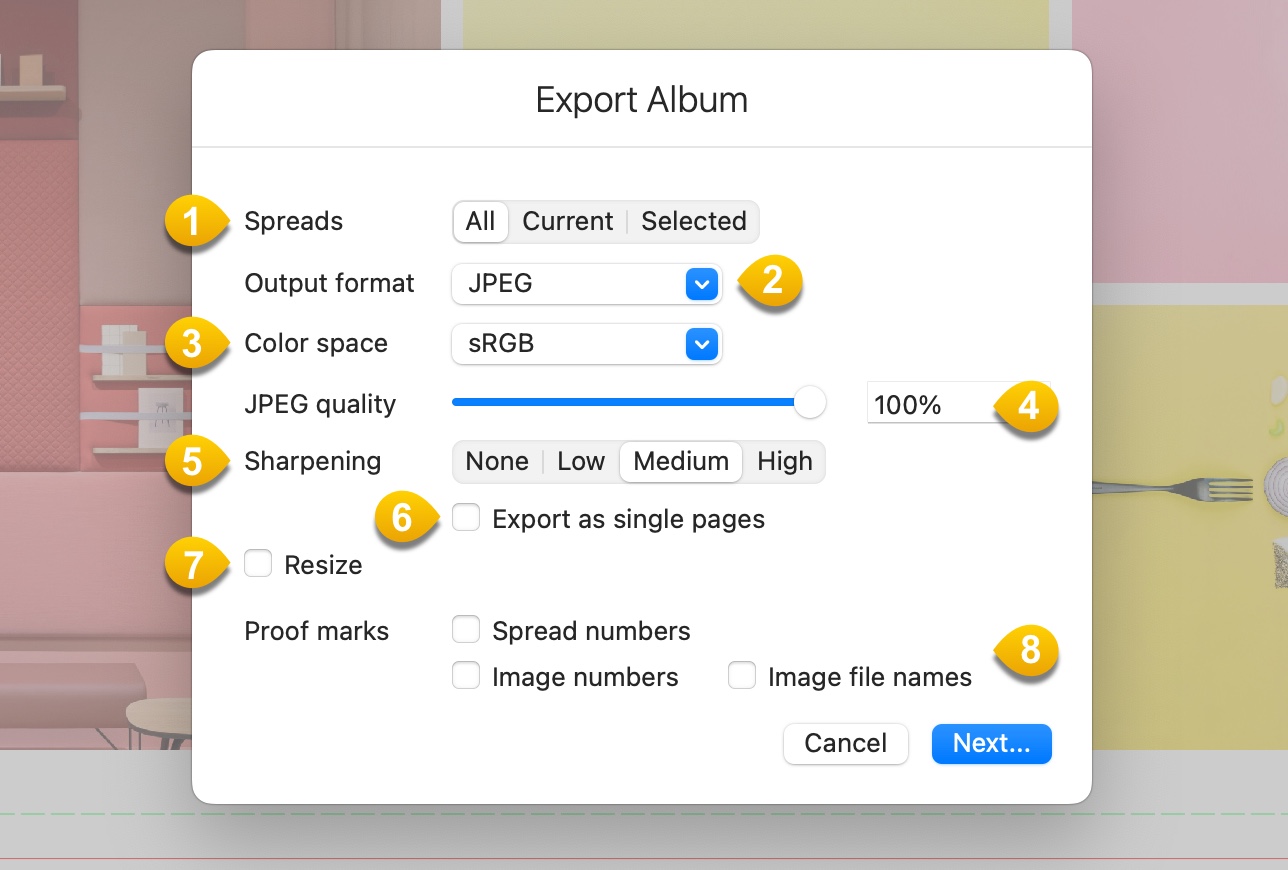 Export Album
1 Spreads All Current Selected
Output format JPEG 2
3 Color space sRGB
JPEG quality 100% 4
5 Sharpening None Low Medium High
6 Export as single pages
7 Resize
Proof marks Spread numbers
8
Image numbers Image file names
Cancel Next...